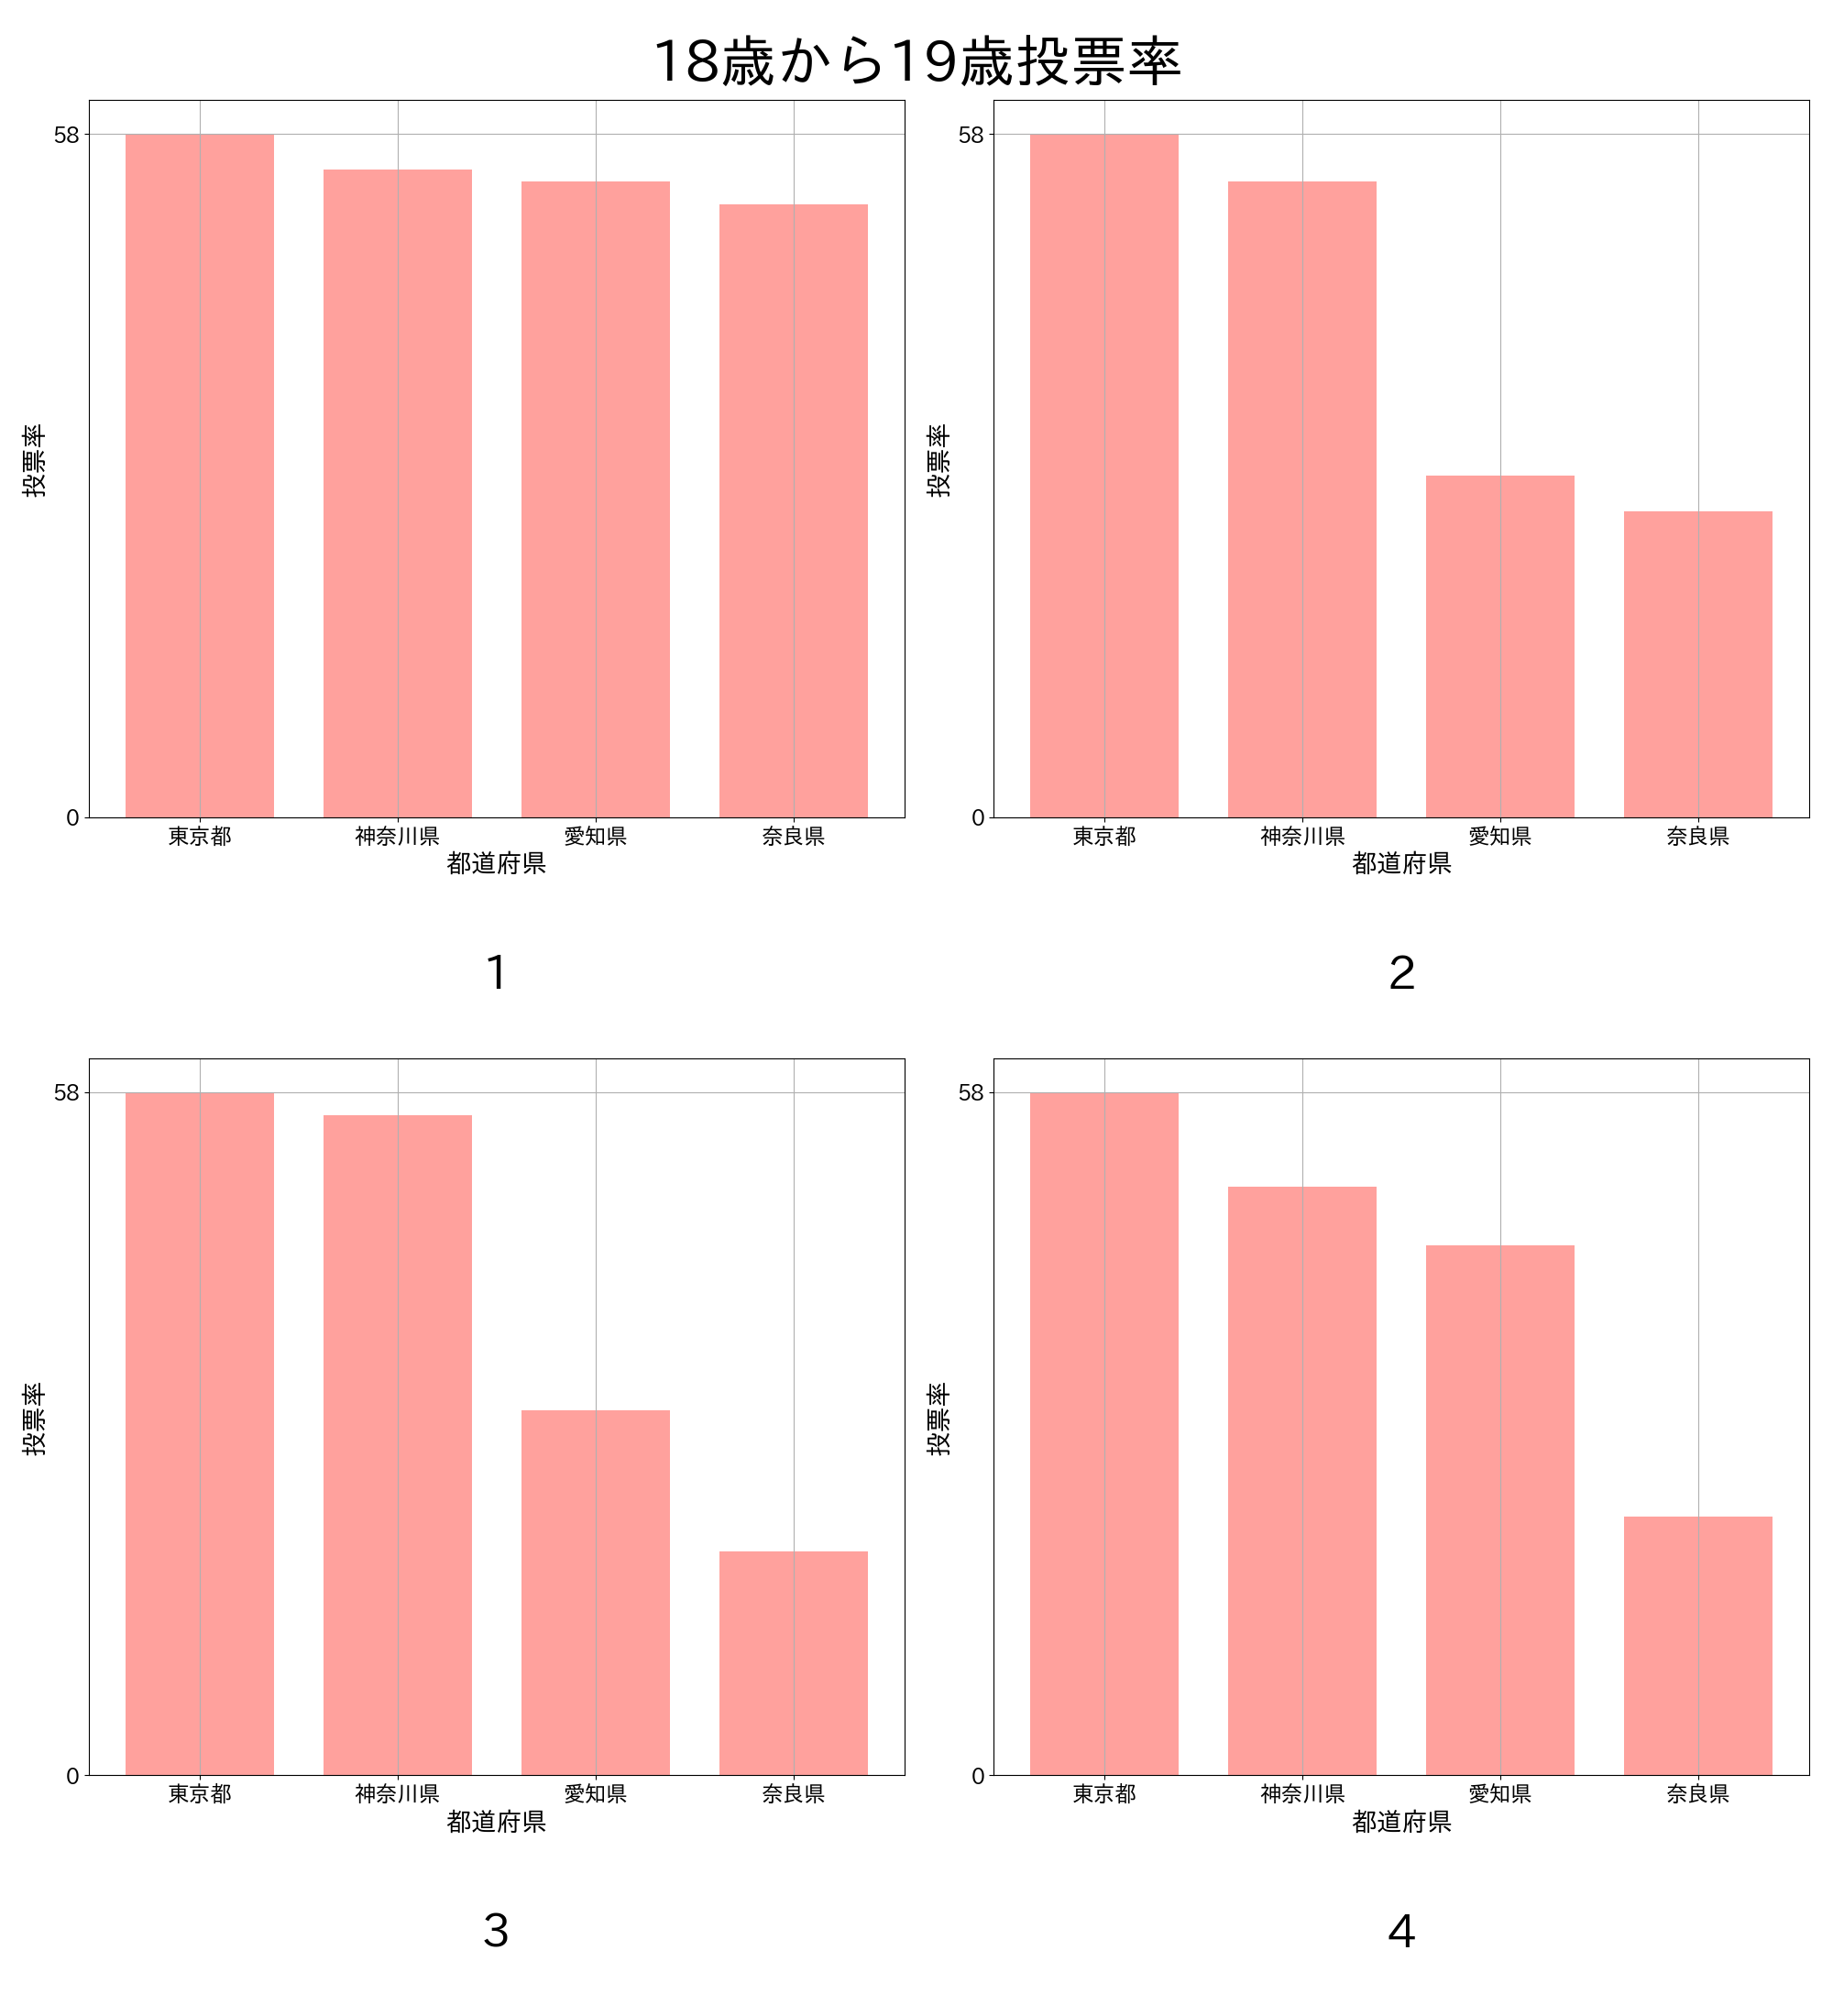 18歳から19歳投票率
58
0
投票率
東京都 神奈川県 愛知県 奈良県
都道府県
1
58
0
投票率
東京都 神奈川県 愛知県 奈良県
都道府県
2
58
0
投票率
東京都 神奈川県 愛知県 奈良県
都道府県
3
58
0
投票率
東京都 神奈川県 愛知県 奈良県
都道府県
4